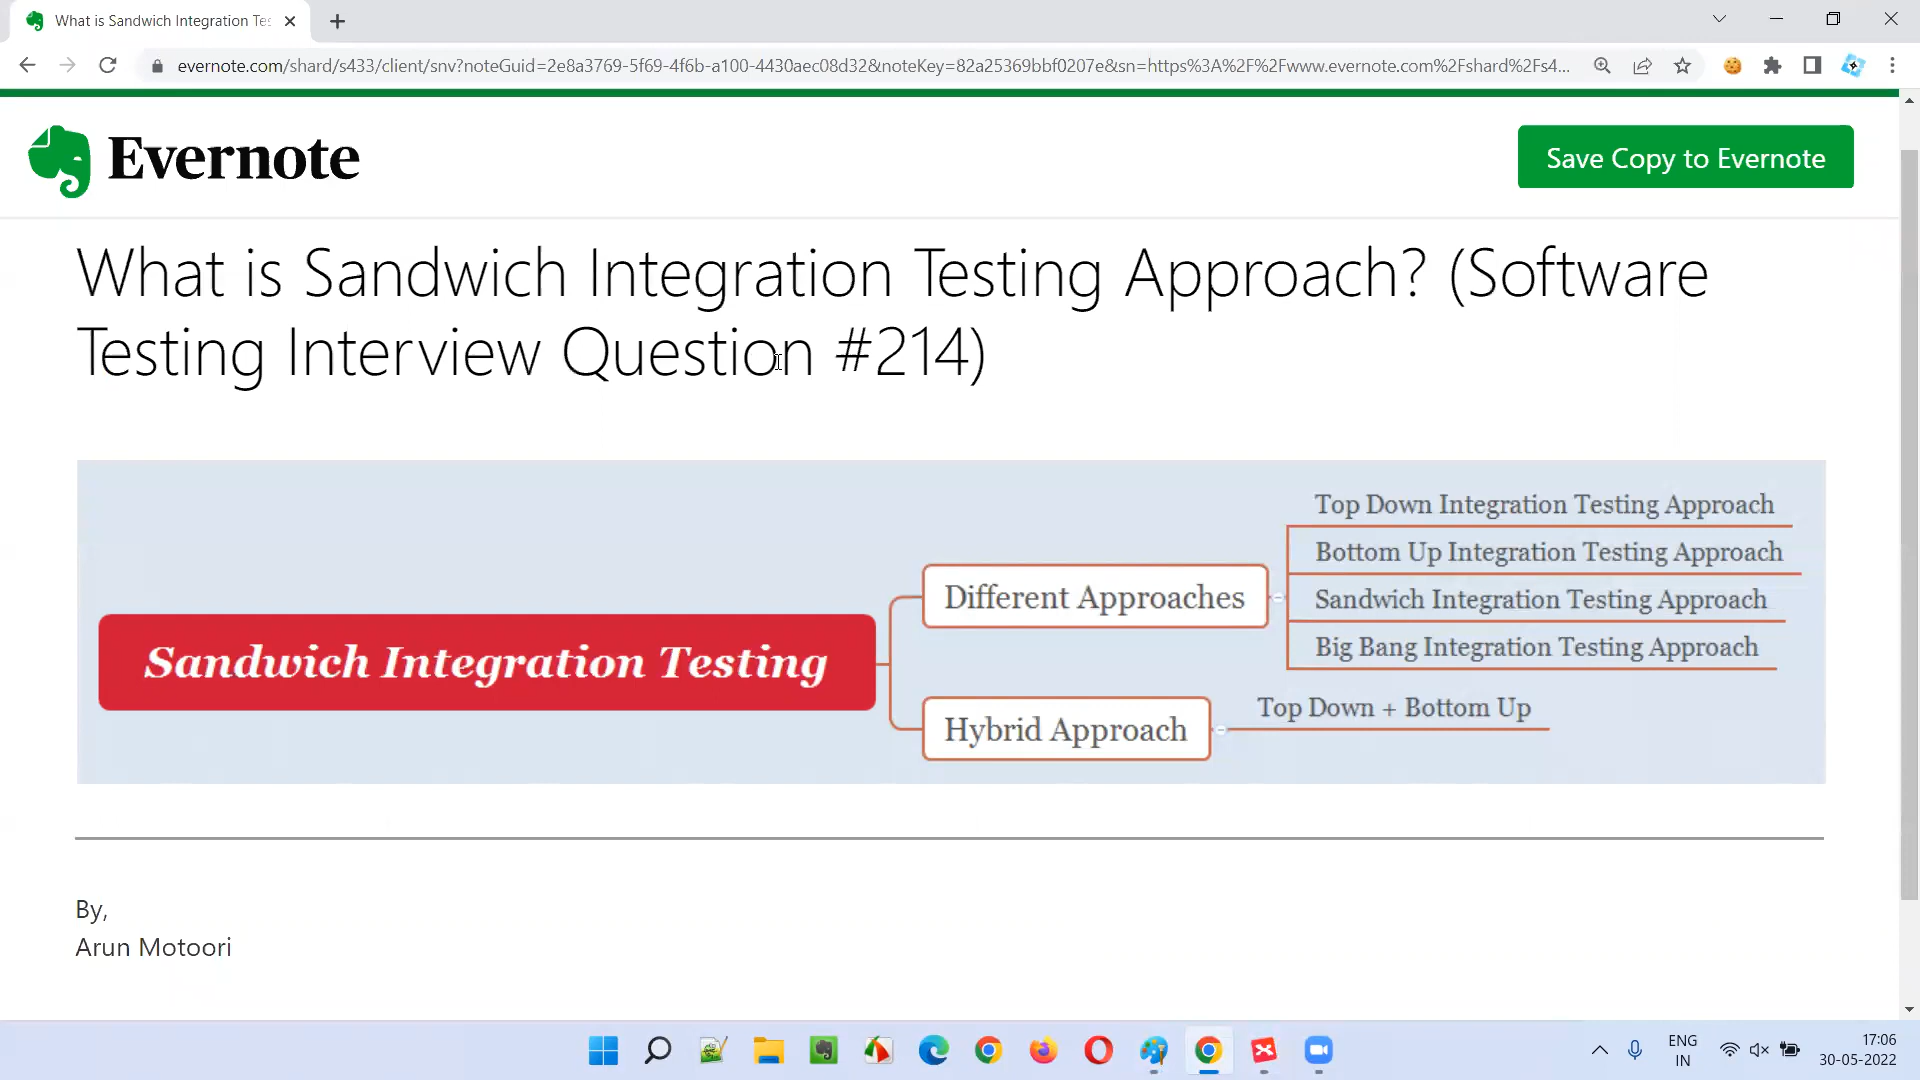 What is Sandwich Integration Tes
evernote.com/shard/s433/client/snv?noteGuid=2e8a3769-5f69-4f6b-a100-4430aec08d32&noteKey=82a25369bbf0207e&sn=https%3A%2F%2Fwww.evernote.com%2Fshard%2Fs4...
Evernote
Save Copy to Evernote
What is Sandwich Integration Testing Approach? (Software
Testing Interview Question #214)
Top Down Integration Testing Approach
Bottom Up Integration Testing Approach
Different Approaches
Sandwich Integration Testing Approach
Big Bang Integration Testing Approach
Sandwich Integration Testing
Top Down + Bottom Up
Hybrid Approach
By,
Arun Motoori
ENG
IN
17:06
30-05-2022